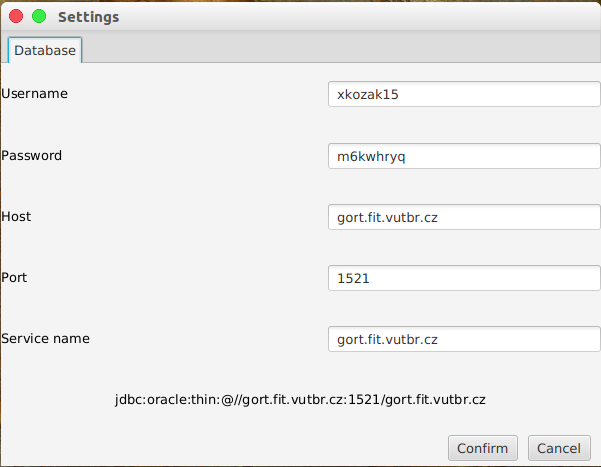 Settings
Database
Username xkozak15
Password m6kwhryq
Host gort.fit.vutbr.cz
Port 1521
Service name gort.fit.vutbr.cz
jdbc:oracle:thin:@//gort.fit.vutbr.cz:1521/gort.fit.vutbr.cz
Confirm Cancel